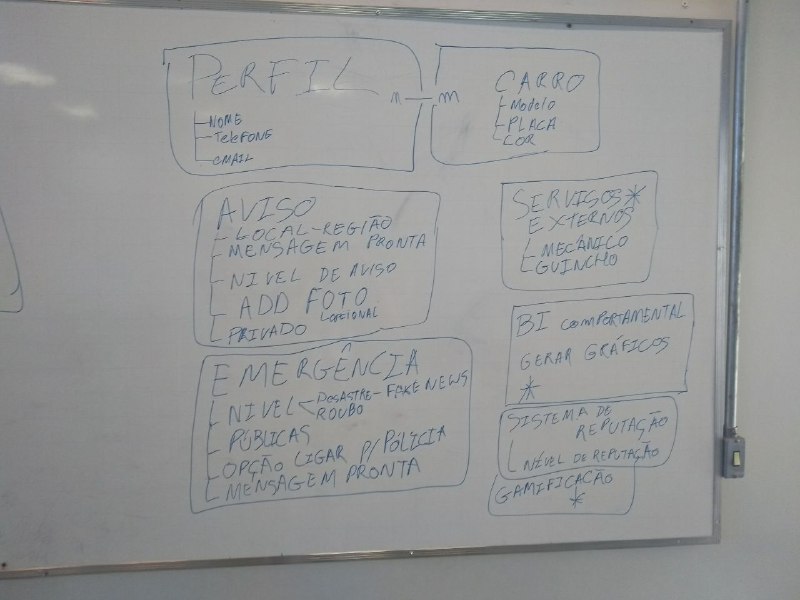 PERFIL
NOME
TELEFONE
EMAIL
n — m
CARRO
MODELO
PLACA
COR
AVISO
LOCAL-REGIÃO
MENSAGEM PRONTA
NIVEL DE AVISO
ADD FOTO
OPCIONAL
PRIVADO
SERVISOS *
EXTERNOS
MECÂNICO
GUINCHO
EMERGÊNCIA
NIVEL DESASTRE - FAKE NEWS
ROUBO
PÚBLICAS
OPÇÃO LIGAR P/ POLÍCIA
MENSAGEM PRONTA
BI COMPORTAMENTAL
GERAR GRÁFICOS
*
SISTEMA DE
REPUTAÇÃO
NÍVEL DE REPUTAÇÃO
GAMIFICAÇÃO
*